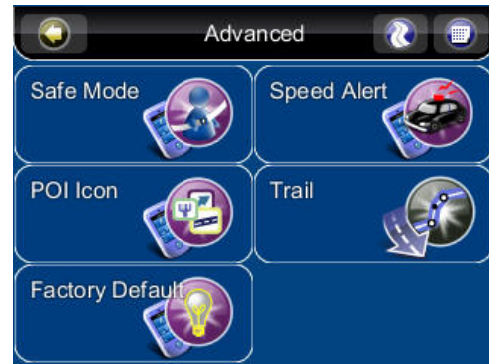 Advanced
Safe Mode
Speed Alert
POI Icon
Trail
Factory Default